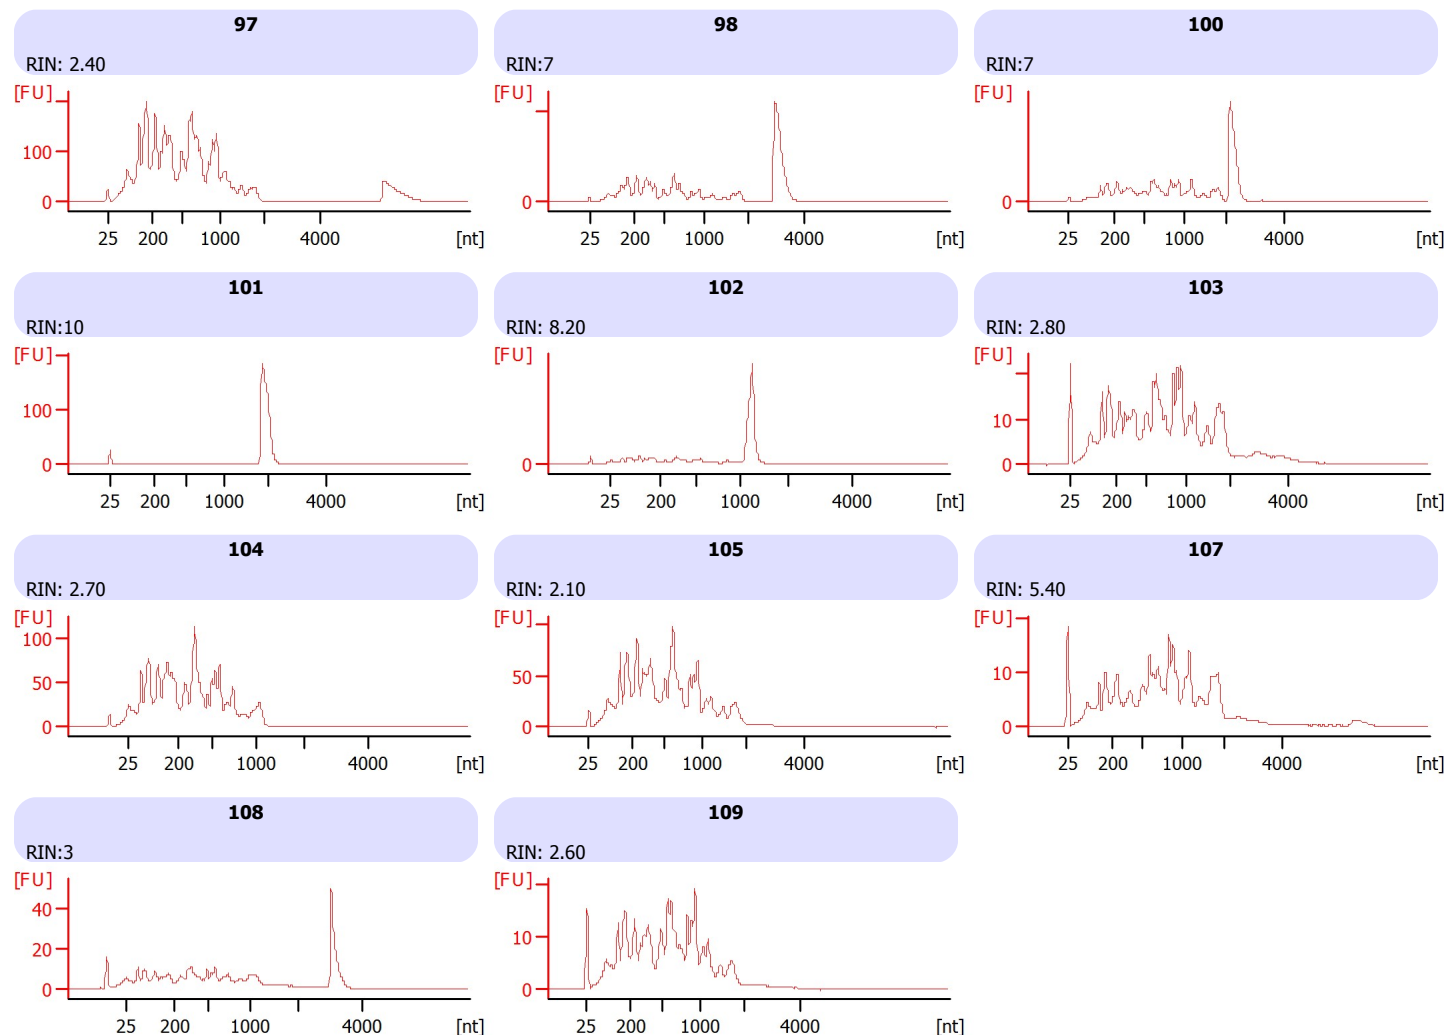 97
RIN: 2.40
[FU]
100
0
25 200 1000 4000 [nt]
98
RIN:7
[FU]
0
25 200 1000 4000 [nt]
100
RIN:7
[FU]
0
25 200 1000 4000 [nt]
101
RIN:10
[FU]
100
0
25 200 1000 4000 [nt]
102
RIN: 8.20
[FU]
0
25 200 1000 4000 [nt]
103
RIN: 2.80
[FU]
10
0
25 200 1000 4000 [nt]
104
RIN: 2.70
[FU]
100
50
0
25 200 1000 4000 [nt]
105
RIN: 2.10
[FU]
50
0
25 200 1000 4000 [nt]
107
RIN: 5.40
[FU]
10
0
25 200 1000 4000 [nt]
108
RIN:3
[FU]
40
20
0
25 200 1000 4000 [nt]
109
RIN: 2.60
[FU]
10
0
25 200 1000 4000 [nt]